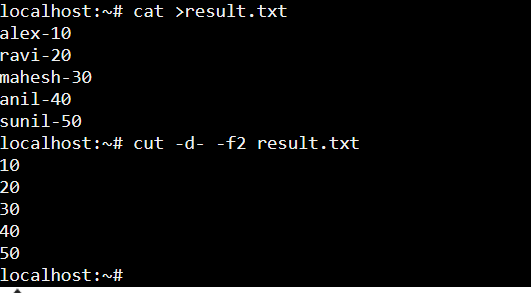 localhost:~# cat >result.txt
alex-10
ravi-20
mahesh-30
anil-40
sunil-50
localhost:~# cut -d- -f2 result.txt
10
20
30
40
50
localhost:~#